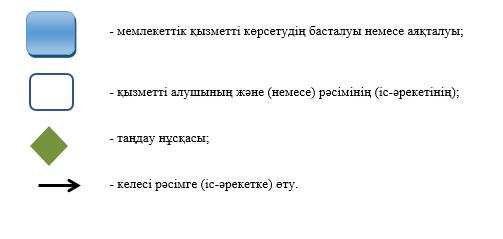 - мемлекеттік қызметті көрсетудің басталуы немесе аяқталуы;
- қызметті алушының және (немесе) рәсімінің (іс-әрекетінің);
- таңдау нұсқасы;
- келесі рәсімге (іс-әрекетке) өту.